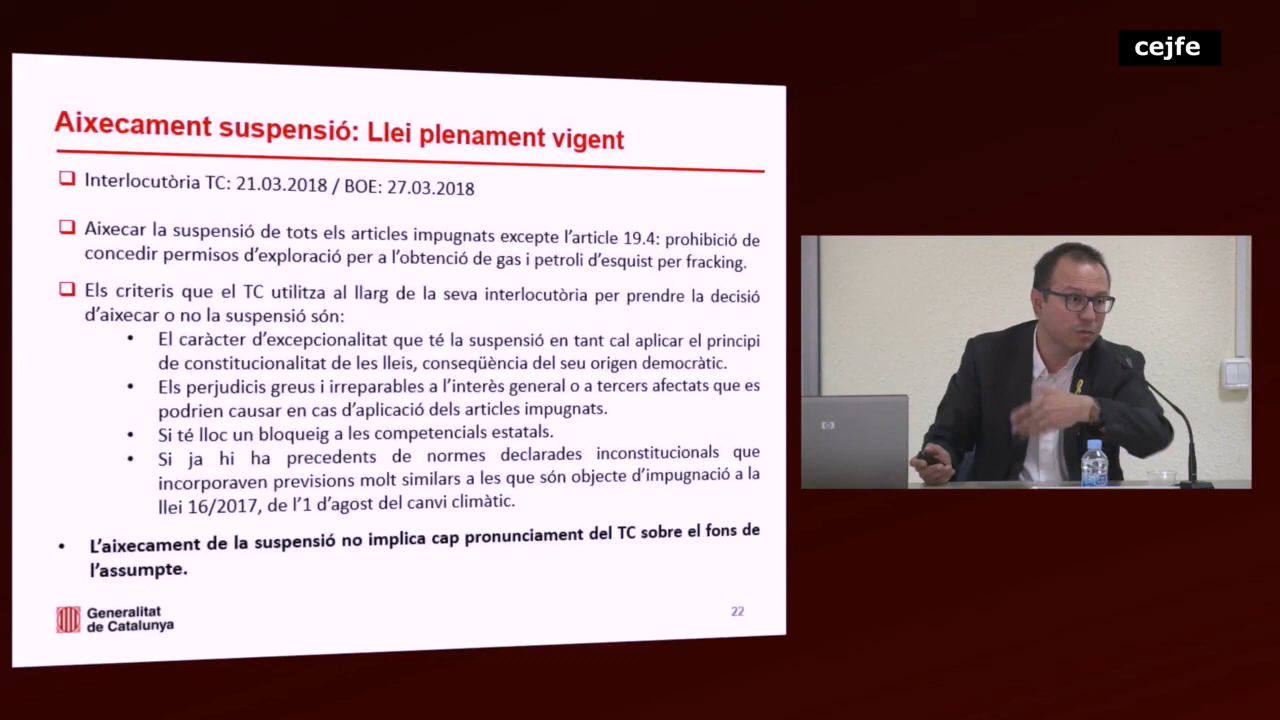 cejfe
Aixecament suspensió: Llei plenament vigent
Interlocutòria TC: 21.03.2018 / BOE: 27.03.2018
Aixecar la suspensió de tots els articles impugnats excepte l'article 19.4: prohibició de
concedir permisos d'exploració per a l'obtenció de gas i petroli d'esquist per fracking.
Els criteris que el TC utilitza al llarg de la seva interlocutòria per prendre la decisió
d'aixecar o no la suspensió són:
• El caràcter d'excepcionalitat que té la suspensió en tant cal aplicar el principi
de constitucionalitat de les lleis, conseqüència del seu origen democràtic.
• Els perjudicis greus i irreparables a l'interès general o a tercers afectats que es
podrien causar en cas d'aplicació dels articles impugnats.
• Si té lloc un bloqueig a les competencials estatals.
• Si ja hi ha precedents de normes declarades inconstitucionals que
incorporaven previsions molt similars a les que són objecte d'impugnació a la
llei 16/2017, de l'1 d'agost del canvi climàtic.
• L'aixecament de la suspensió no implica cap pronunciament del TC sobre el fons de
l'assumpte.
Generalitat
de Catalunya
22
hp